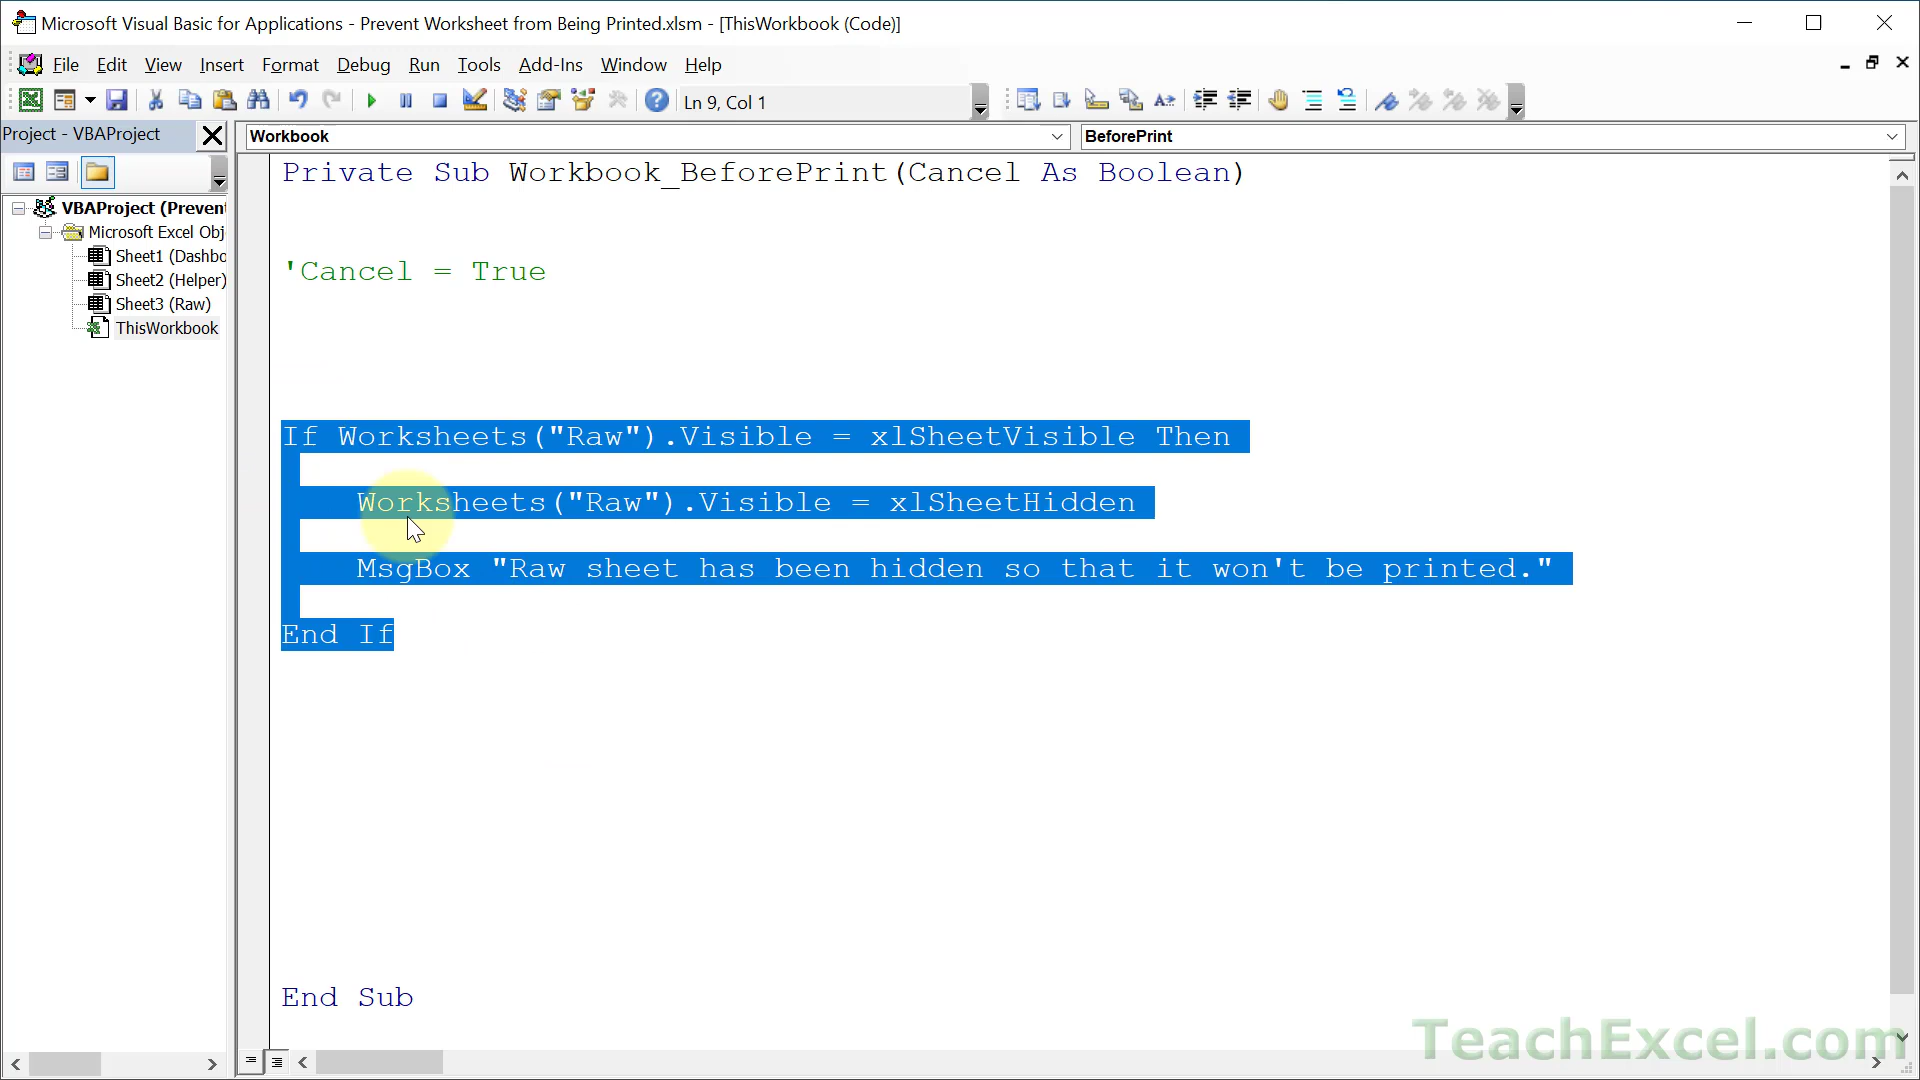 Microsoft Visual Basic for Applications - Prevent Worksheet from Being Printed.xlsm - [ThisWorkbook (Code)]
File Edit View Insert Format Debug Run Tools Add-Ins Window Help
Ln 9, Col 1
Project - VBAProject
Workbook
BeforePrint
VBAProject (Preven
Microsoft Excel Obj
Sheet1 (Dashbo
Sheet2 (Helper)
Sheet3 (Raw)
ThisWorkbook
Private Sub Workbook_BeforePrint(Cancel As Boolean)
'Cancel = True
If Worksheets("Raw").Visible = xlSheetVisible Then
Worksheets("Raw").Visible = xlSheetHidden
MsgBox "Raw sheet has been hidden so that it won't be printed."
End If
End Sub
TeachExcel.com